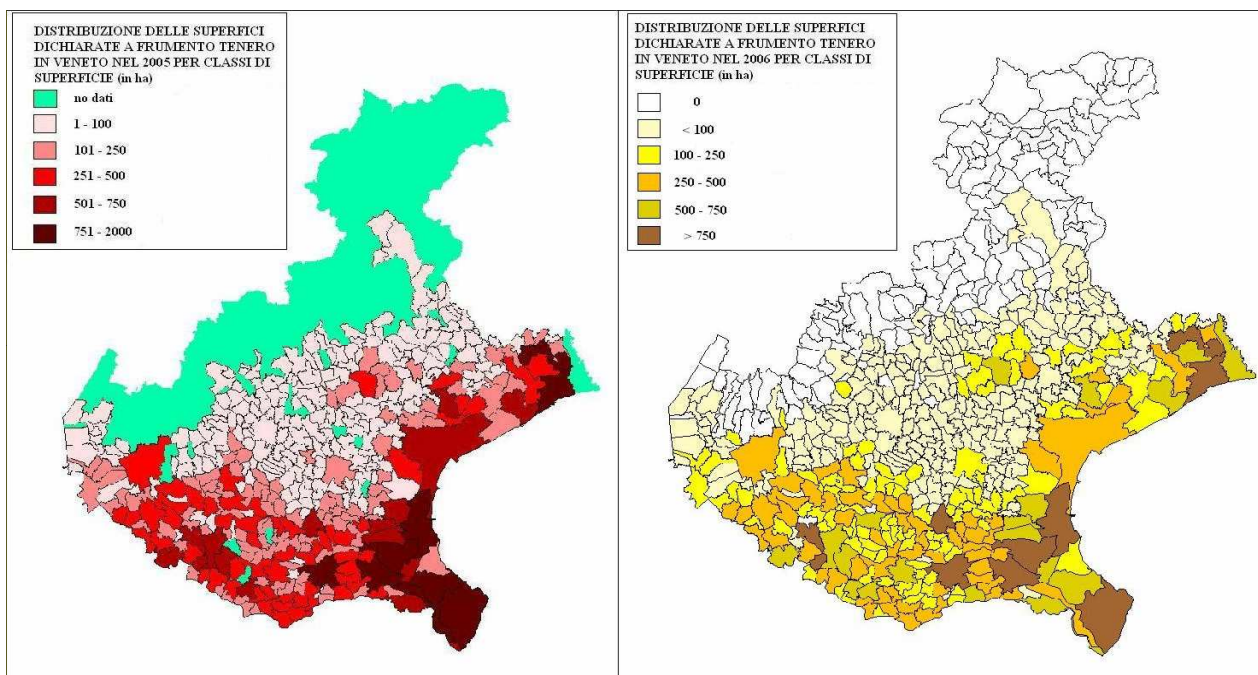 DISTRIBUZIONE DELLE SUPERFICI
DICHIARATE A FRUMENTO TENERO
IN VENETO NEL 2005 PER CLASSI DI
SUPERFICIE (in ha)
no dati
1 - 100
101 - 250
251 - 500
501 - 750
751 - 2000
DISTRIBUZIONE DELLE SUPERFICI
DICHIARATE A FRUMENTO TENERO
IN VENETO NEL 2006 PER CLASSI DI
SUPERFICIE (in ha)
0
< 100
100 - 250
250 - 500
500 - 750
> 750